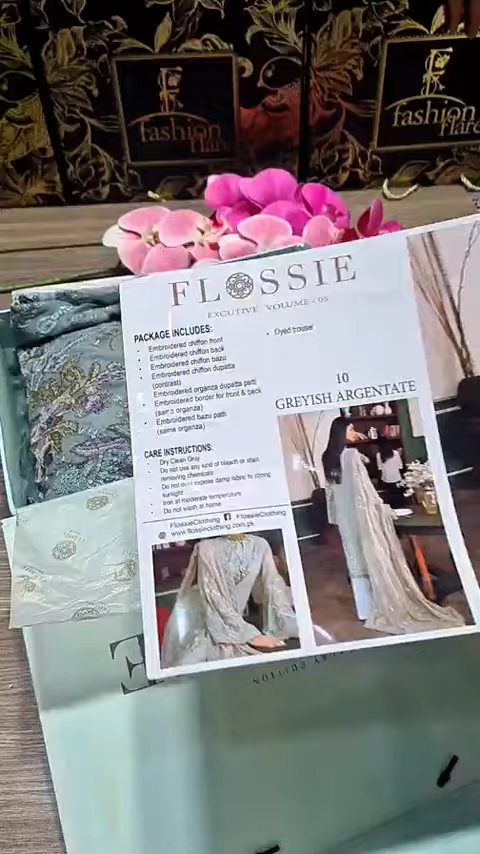 fashion
Flare
fashion
Flare
FLOSSIE
EXCUTIVE VOLUME - 05
PACKAGE INCLUDES:
• Embroidered chiffon front
• Embroidered chiffon back
• Embroidered chiffon bazu
• Embroidered chiffon dupatta
(contrast)
• Embroidered organza dupatta patti
• Embroidered border for front & back
(same organza)
• Embroidered bazu patti
(same organza)
• Dyed trouser
10
GREYISH ARGENTATE
CARE INSTRUCTIONS:
• Dry Clean Only
• Do not use any kind of bleach or stain
removing chemicals
• Do not over expose damp fabric to strong
sunlight
• Iron at moderate temperature
• Do not wash at home
FlossieClothing FlossieClothing
www.flossieclothing.com.pk
EDITION